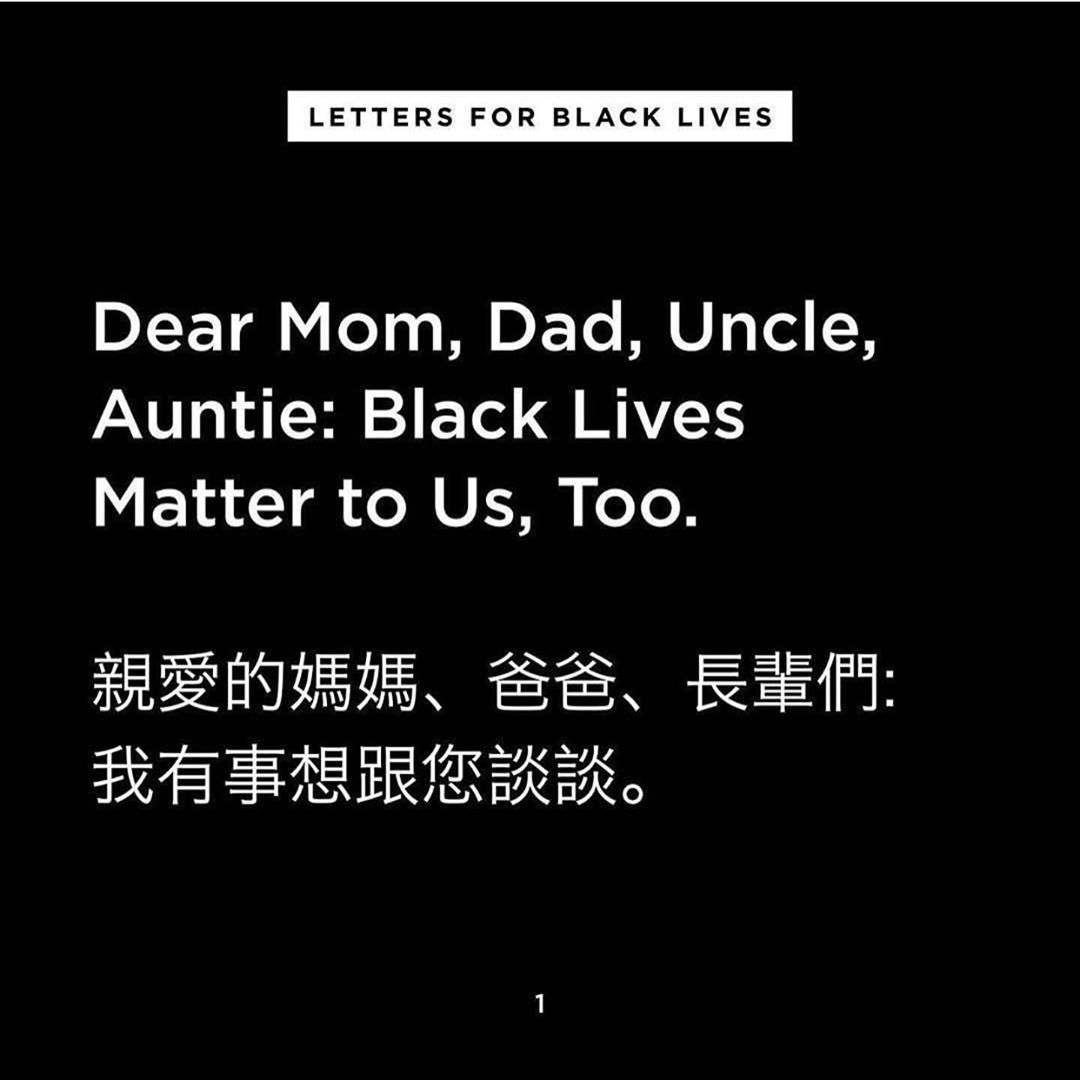 LETTERS FOR BLACK LIVES
Dear Mom, Dad, Uncle,
Auntie: Black Lives
Matter to Us, Too.
親愛的媽媽、爸爸、長輩們:
我有事想跟您談談。
1